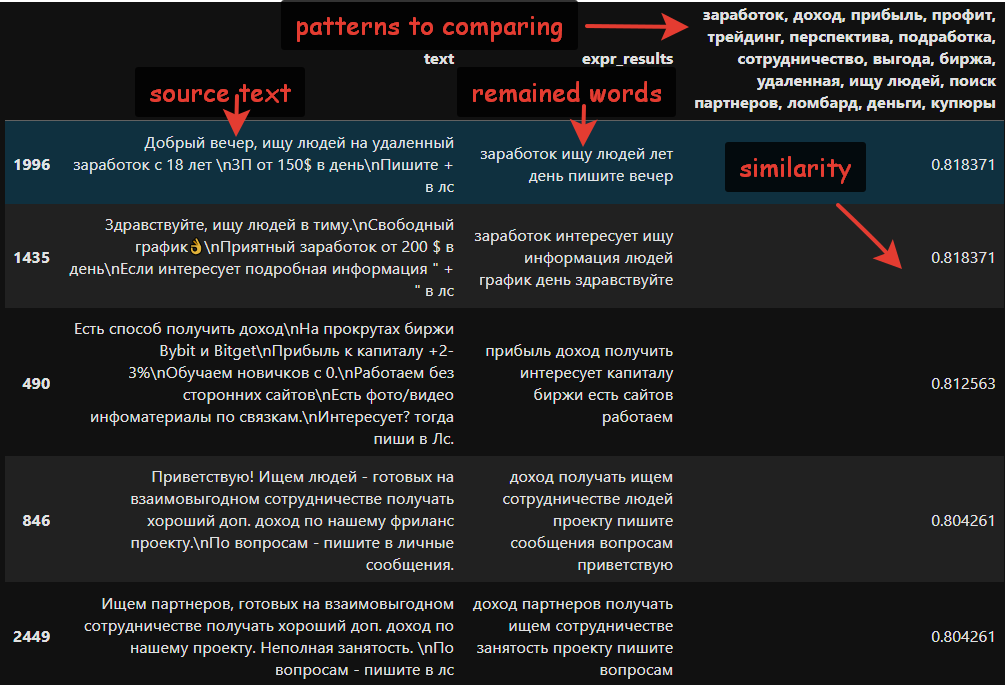 patterns to comparing
заработок, доход, прибыль, профит,
трейдинг, перспектива, подработка,
сотрудничество, выгода, биржа,
удаленная, ищу людей, поиск
партнеров, ломбард, деньги, купюры
text
expr_results
source text
remained words
similarity
1996
Добрый вечер, ищу людей на удаленный
заработок с 18 лет \nЗП от 150$ в день\nПишите +
в лс
заработок ищу людей лет
день пишите вечер
0.818371
1435
Здравствуйте, ищу людей в тиму.\nСвободный
график👌\nПриятный заработок от 200 $ в
день\nЕсли интересует подробная информация " +
" в лс
заработок интересует ищу
информация людей
график день здравствуйте
0.818371
490
Есть способ получить доход\nНа прокрутах биржи
Bybit и Bitget\nПрибыль к капиталу +2-
3%\nОбучаем новичков с 0.\nРаботаем без
сторонних сайтов\nЕсть фото/видео
инфоматериалы по связкам.\nИнтересует? тогда
пиши в Лс.
прибыль доход получить
интересует капиталу
биржи есть сайтов
работаем
0.812563
846
Приветствую! Ищем людей - готовых на
взаимовыгодном сотрудничестве получать
хороший доп. доход по нашему фриланс
проекту.\nПо вопросам - пишите в личные
сообщения.
доход получать ищем
сотрудничестве людей
проекту пишите
сообщения вопросам
приветствую
0.804261
2449
Ищем партнеров, готовых на взаимовыгодном
сотрудничестве получать хороший доп. доход по
нашему проекту. Неполная занятость. \nПо
вопросам - пишите в лс
доход партнеров получать
ищем сотрудничестве
занятость проекту пишите
вопросам
0.804261